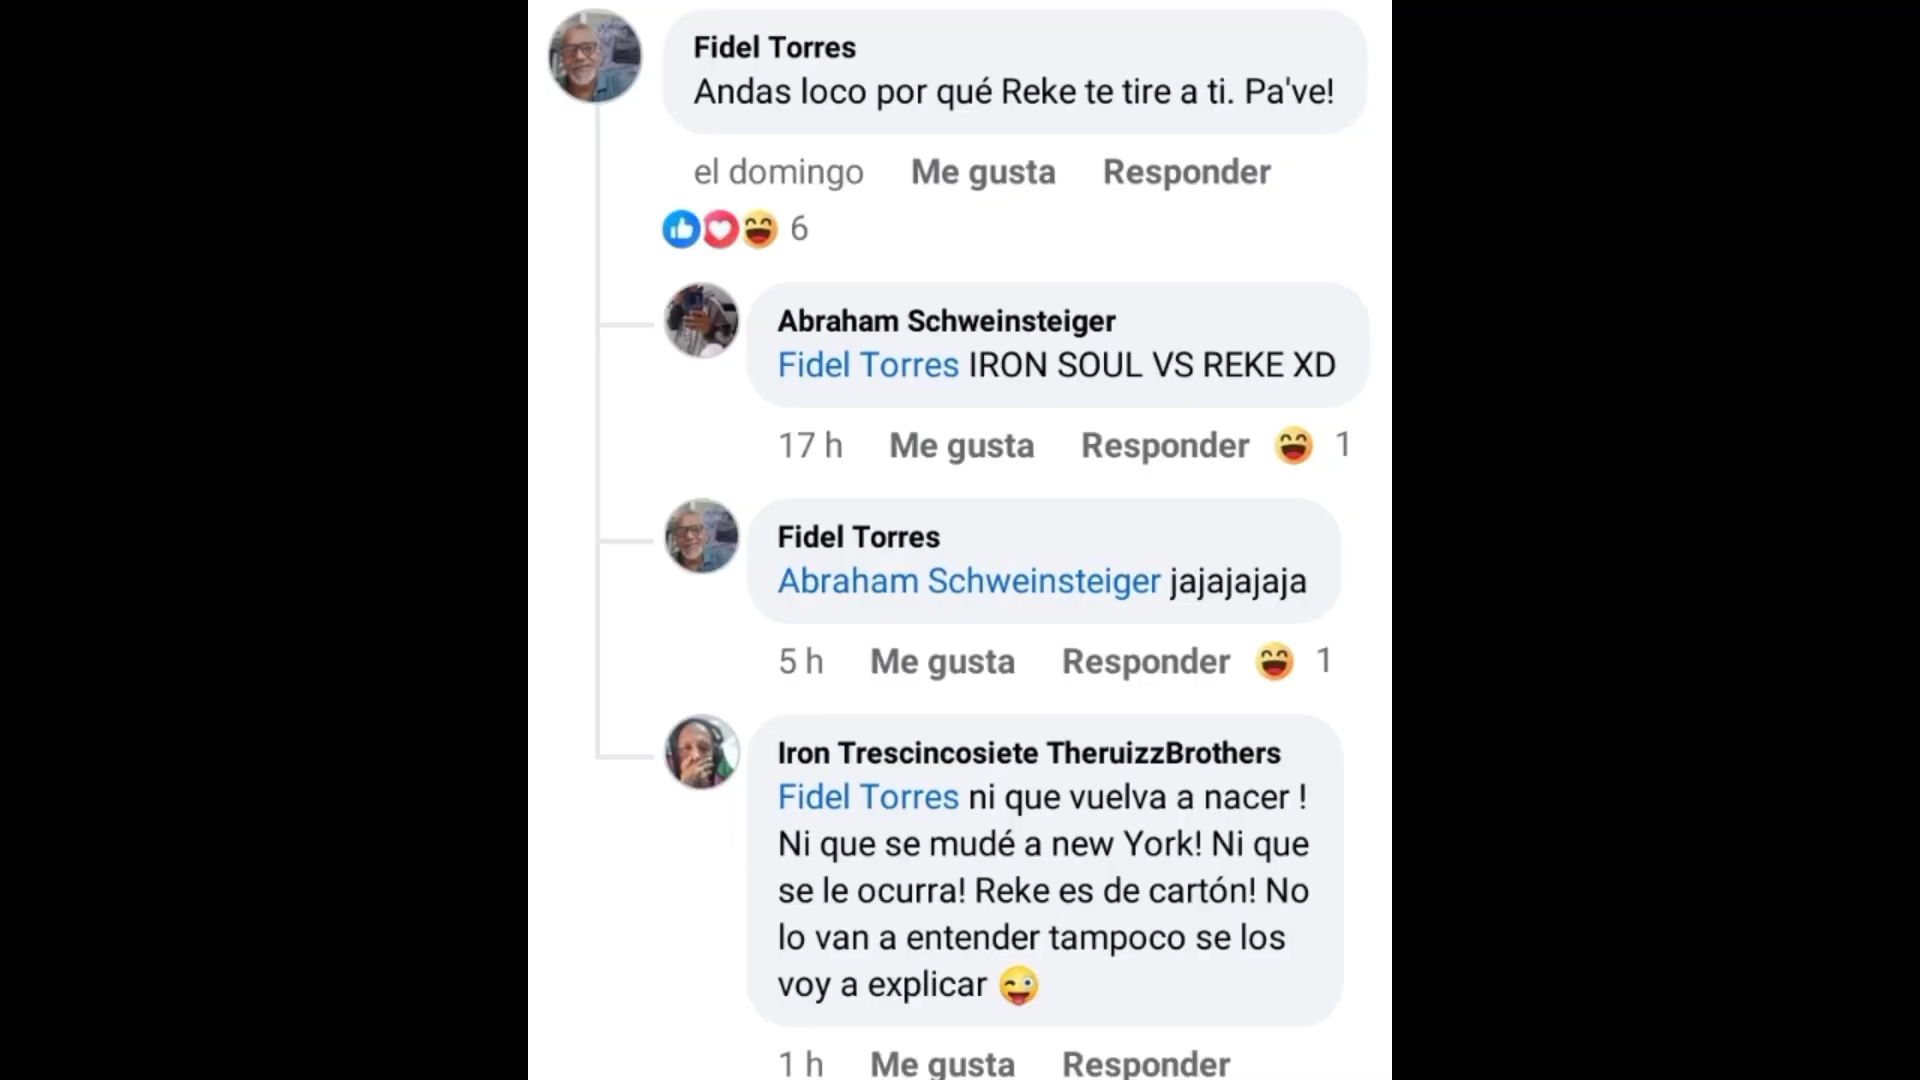 Fidel Torres
Andas loco por qué Reke te tire a ti. Pa've!
el domingo Me gusta Responder
6
Abraham Schweinsteiger
Fidel Torres IRON SOUL VS REKE XD
17 h Me gusta Responder 1
Fidel Torres
Abraham Schweinsteiger jajajajaja
5 h Me gusta Responder 1
Iron Trescincosiete TheruizzBrothers
Fidel Torres ni que vuelva a nacer !
Ni que se mudé a new York! Ni que
se le ocurra! Reke es de cartón! No
lo van a entender tampoco se los
voy a explicar 😜
1 h Me gusta Responder